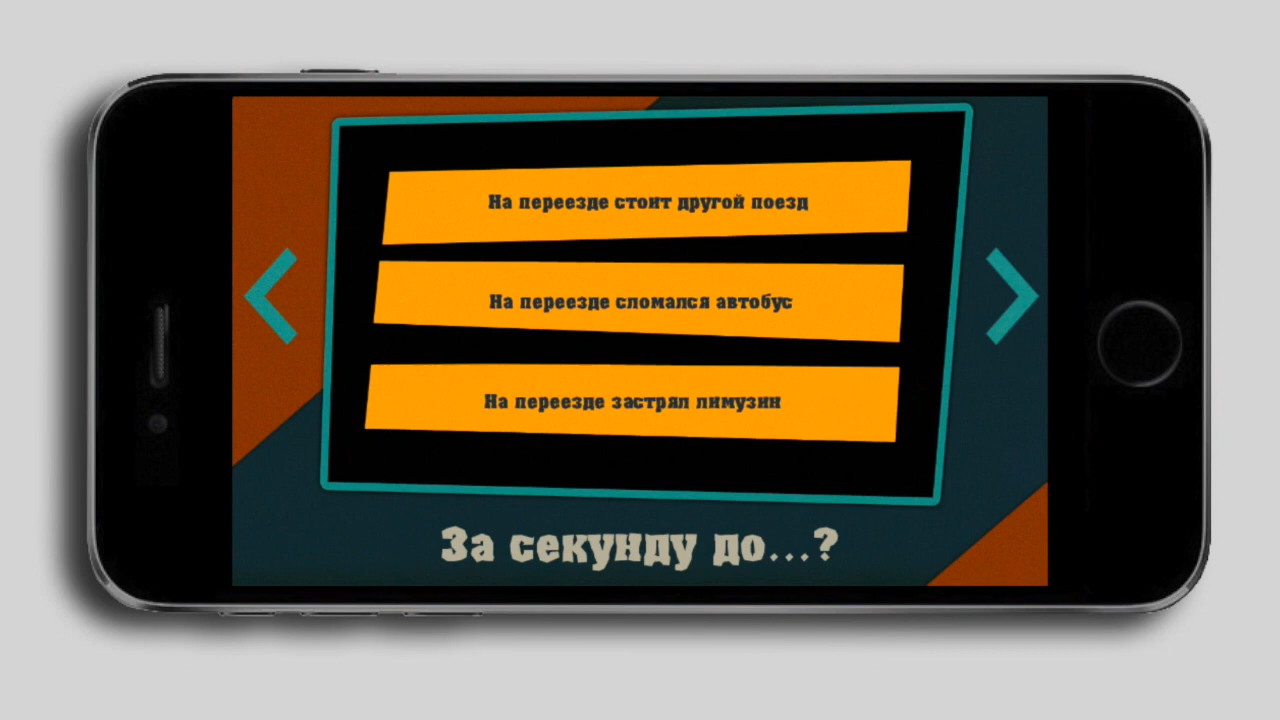 На переезде стоит другой поезд
На переезде сломался автобус
На переезде застрял лимузин
За секунду до...?